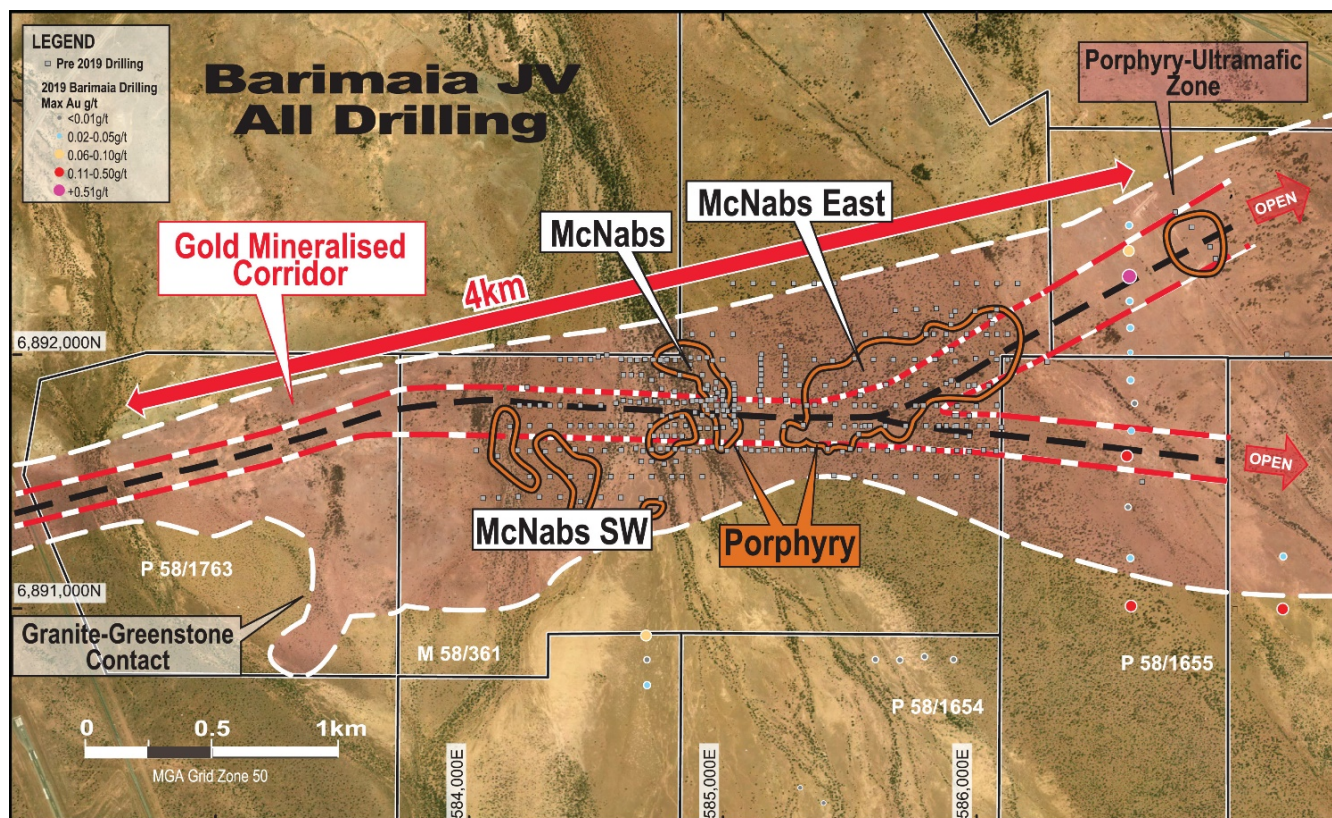 LEGEND
Pre 2019 Drilling
2019 Barimaia Drilling
Max Au g/t
<0.01g/t
0.02-0.05g/t
0.06-0.10g/t
0.11-0.50g/t
+0.51g/t
Barimaia JV
All Drilling
Porphyry-Ultramafic
Zone
McNabs East
McNabs
OPEN
Gold Mineralised
Corridor
4km
6,892,000N
OPEN
McNabs SW
Porphyry
P 58/1763
6,891,000N
Granite-Greenstone
Contact
M 58/361
P 58/1655
P 58/1654
0 0.5 1km
MGA Grid Zone 50
584,000E
585,000E
586,000E